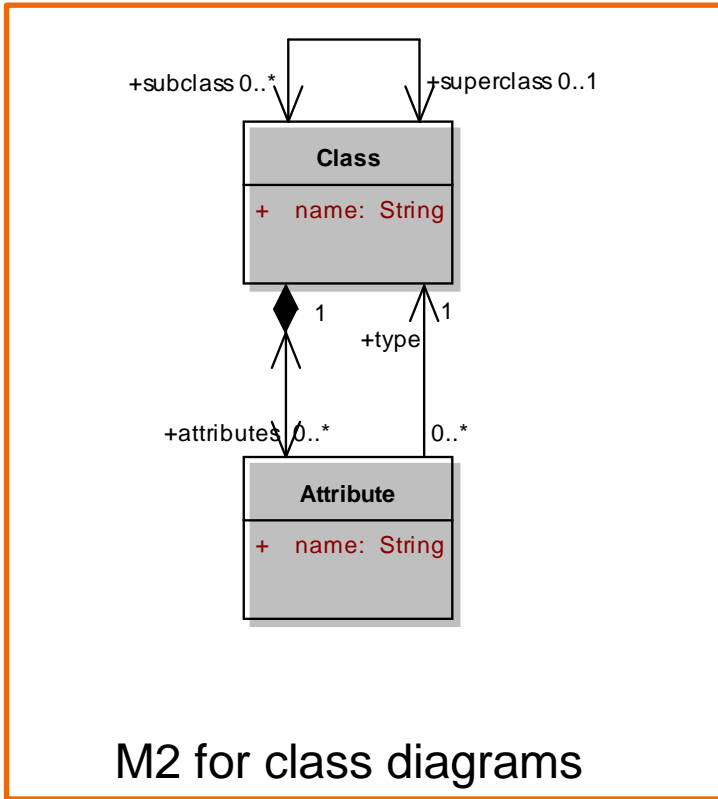 +subclass 0..* +superclass 0..1
Class
+ name: String
1 1
+type
+attributes 0..* 0..*
Attribute
+ name: String
M2 for class diagrams